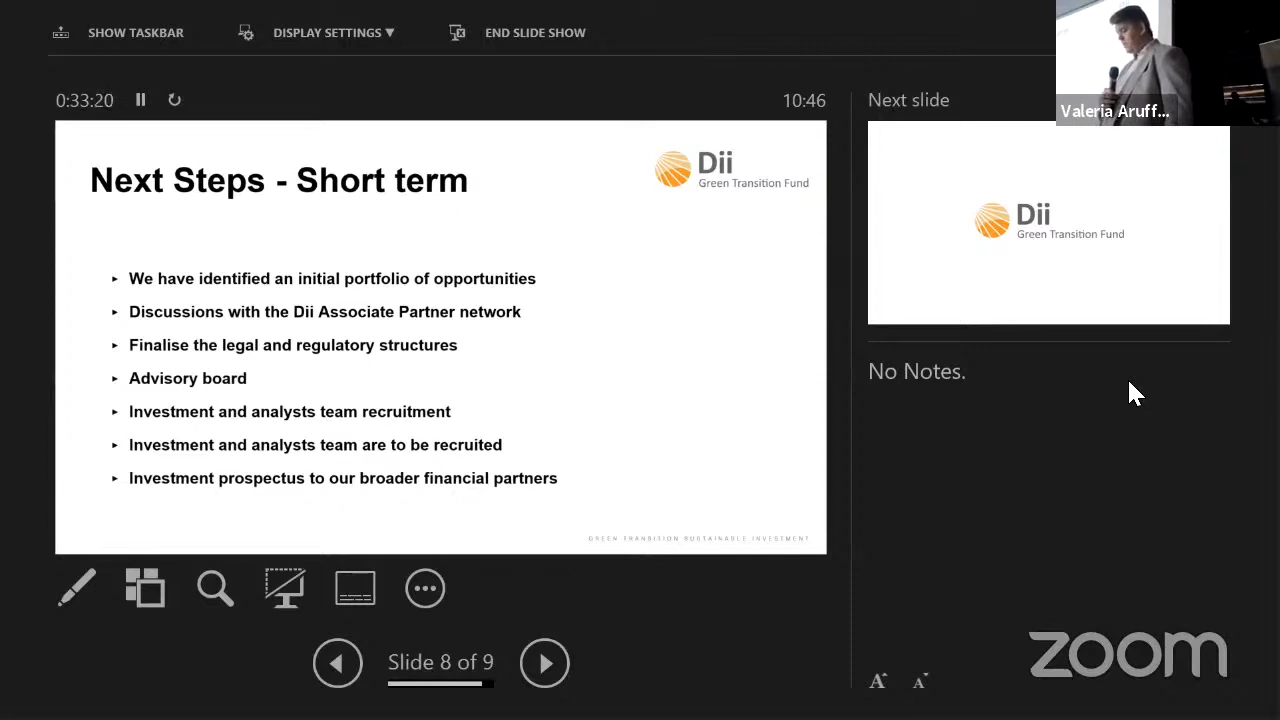 SHOW TASKBAR
DISPLAY SETTINGS ▼
END SLIDE SHOW
Valeria Aruff...
0:33:20
10:46
Next Steps - Short term
Dii
Green Transition Fund
We have identified an initial portfolio of opportunities
Discussions with the Dii Associate Partner network
Finalise the legal and regulatory structures
Advisory board
Investment and analysts team recruitment
Investment and analysts team are to be recruited
Investment prospectus to our broader financial partners
GREEN TRANSITION SUSTAINABLE INVESTMENT
Slide 8 of 9
Next slide
Dii
Green Transition Fund
No Notes.
A A
zoom